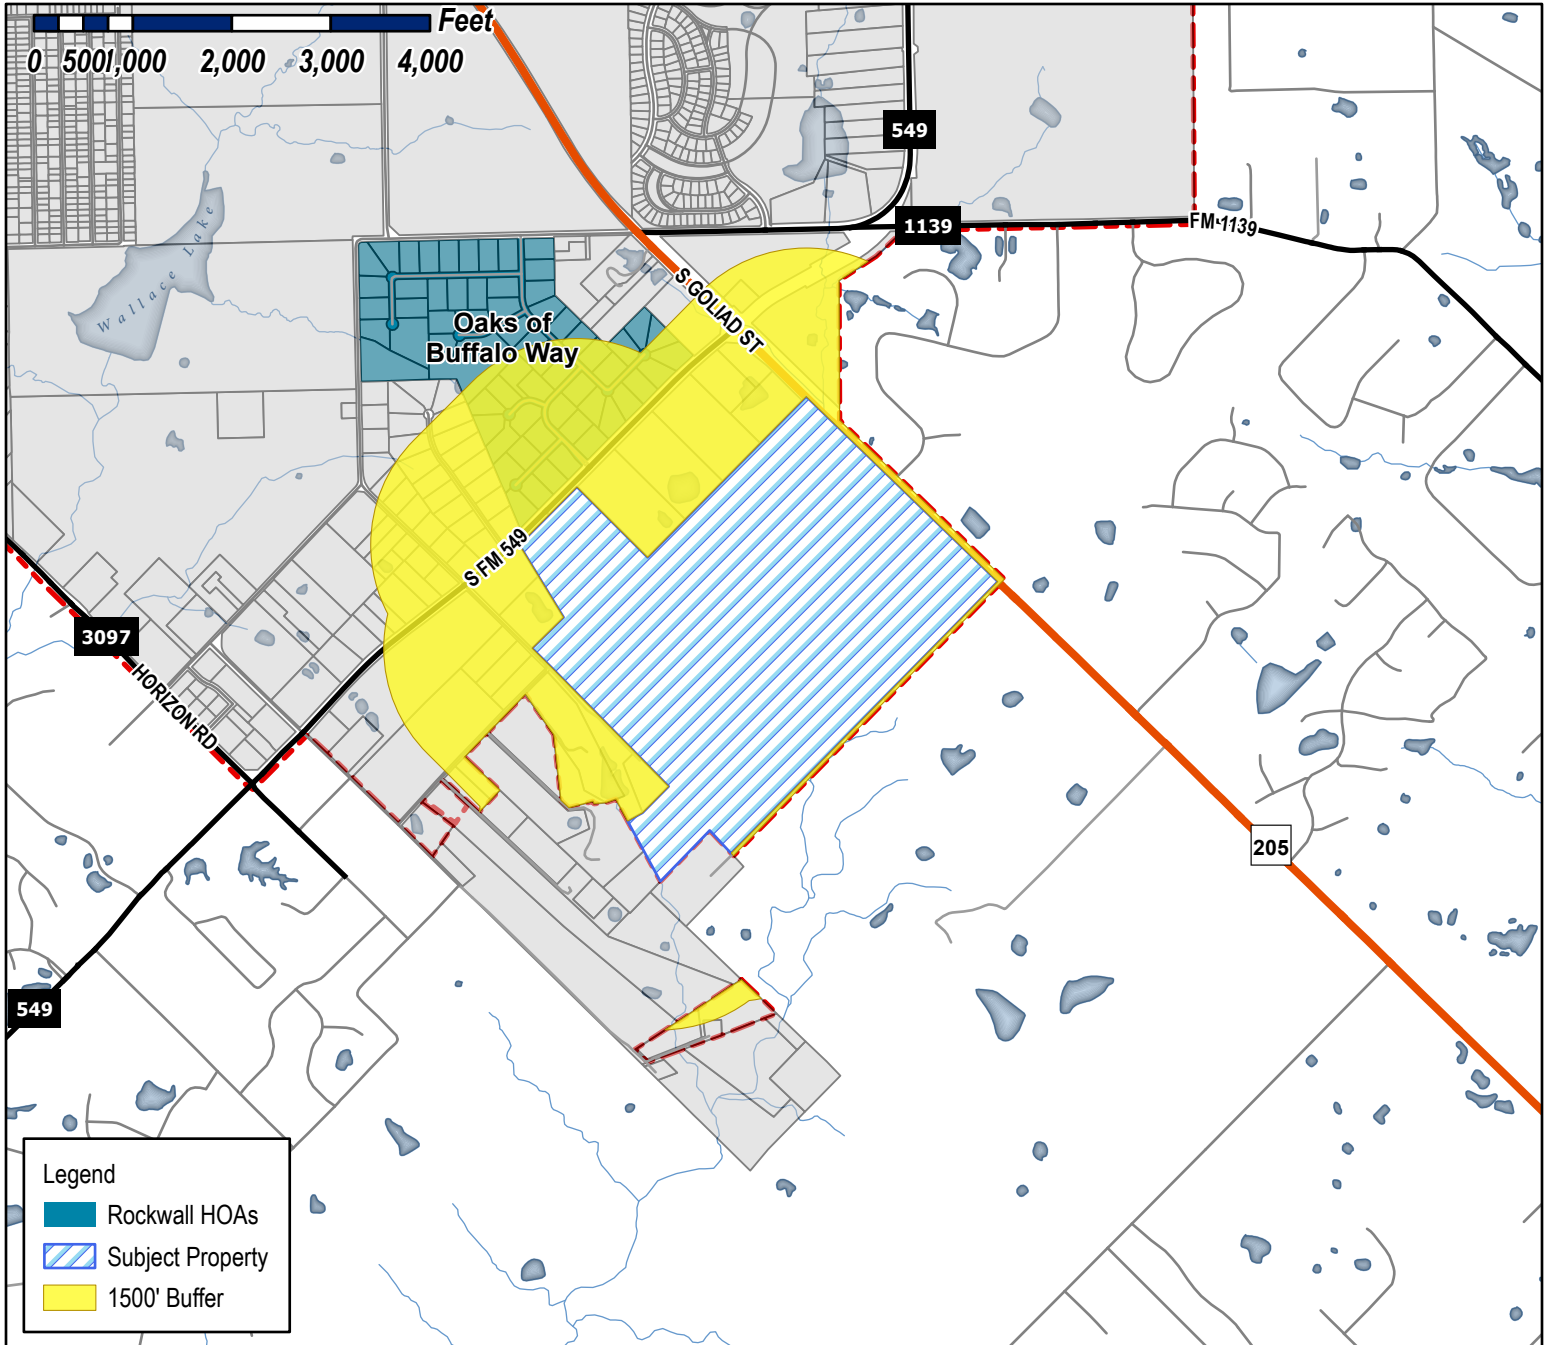 Feet
0 500 1,000 2,000 3,000 4,000
549
1139
FM 1139
Wallace Lake
S GOLIAD ST
Oaks of
Buffalo Way
S FM 549
3097
HORIZON RD
205
549
Legend
Rockwall HOAs
Subject Property
1500' Buffer